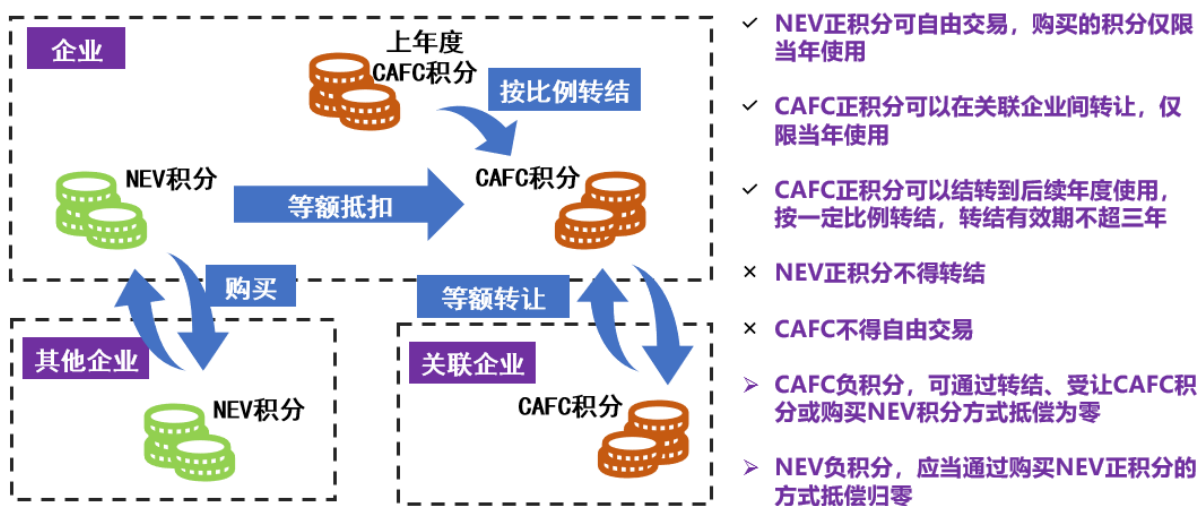 企业
上年度
CAFC积分
按比例转结
NEV积分
CAFC积分
等额抵扣
购买
等额转让
其他企业
NEV积分
关联企业
CAFC积分
✓ NEV正积分可自由交易，购买的积分仅限
当年使用
✓ CAFC正积分可以在关联企业间转让，仅
限当年使用
✓ CAFC正积分可以结转到后续年度使用，
按一定比例转结，转结有效期不超三年
× NEV正积分不得转结
× CAFC不得自由交易
➢ CAFC负积分，可通过转结、受让CAFC积
分或购买NEV积分方式抵偿为零
➢ NEV负积分，应当通过购买NEV正积分的
方式抵偿归零